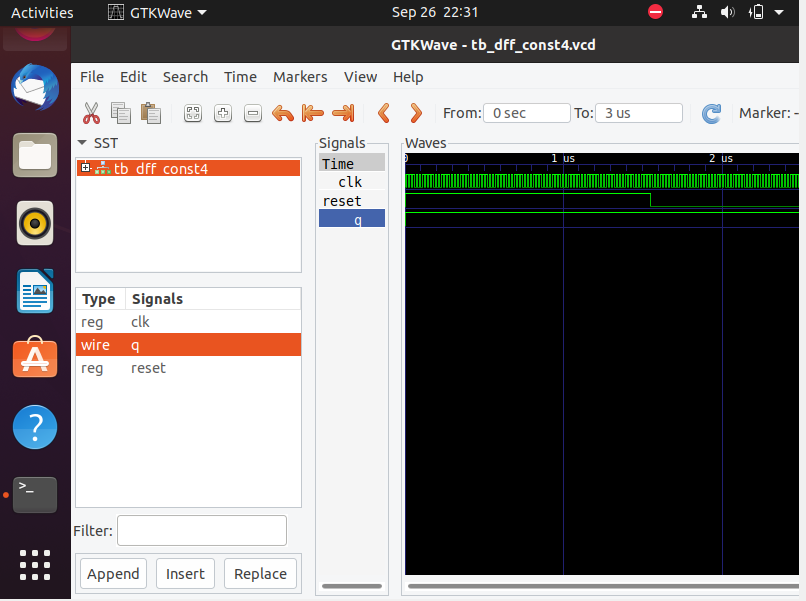 Activities GTKWave Sep 26 22:31
GTKWave - tb_dff_const4.vcd
File Edit Search Time Markers View Help
From: 0 sec To: 3 us Marker: -
SST Signals Waves
tb_dff_const4
Time
clk
reset
q
0 1 us 2 us
Type Signals
reg clk
wire q
reg reset
Filter:
Append Insert Replace